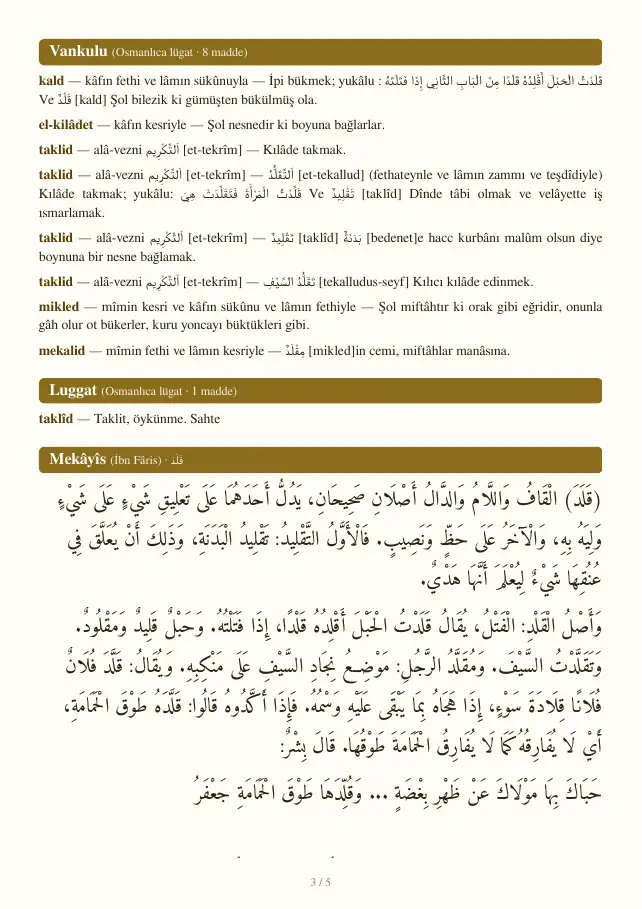 Vankulu (Osmanlıca lügat · 8 madde)
kald — kâfın fethi ve lâmın sükûnuyla — İpi bükmek; yukâlu : قَلَدْتُ الْحَبْلَ أَقْلِدُهُ قَلْدًا مِنَ الْبَابِ الثَّانِي إِذَا فَتَلْتَهُ
Ve قَلْدٌ [kald] Şol bilezik ki gümüşten bükülmüş ola.
el-kilâdet — kâfın kesriyle — Şol nesnedir ki boyuna bağlarlar.
taklid — alâ-vezni اَلتَّكْرِيم [et-tekrîm] — Kılâde takmak.
taklid — alâ-vezni اَلتَّكْرِيم [et-tekrîm] — اَلتَّقَلُّدُ [et-tekallud] (fethateynle ve lâmın zammı ve teşdîdiyle)
Kılâde takmak; yukâlu: قَلَّدْتُ الْمَرْأَةَ فَتَقَلَّدَتْ هِيَ Ve تَقْلِيدٌ [taklîd] Dînde tâbi olmak ve velâyette iş
ısmarlamak.
taklid — alâ-vezni اَلتَّكْرِيم [et-tekrîm] — تَقْلِيدٌ [taklîd] بَدَنَةٌ [bedenet]e hacc kurbânı malûm olsun diye
boynuna bir nesne bağlamak.
taklid — alâ-vezni اَلتَّكْرِيم [et-tekrîm] — تَقَلُّدُ السَّيْفِ [tekalludus-seyf] Kılıcı kılâde edinmek.
mikled — mîmin kesri ve kâfın sükûnu ve lâmın fethiyle — Şol miftâhtır ki orak gibi eğridir, onunla
gâh olur ot bükerler, kuru yoncayı büktükleri gibi.
mekalid — mîmin fethi ve lâmın kesriyle — مِقْلَدٌ [mikled]in cemi, miftâhlar manâsına.
Luggat (Osmanlıca lügat · 1 madde)
taklîd — Taklit, öykünme. Sahte
Mekâyîs (İbn Fâris) · قَلَدَ
(قَلَدَ) الْقَافُ وَاللَّامُ وَالدَّالُ أَصْلَانِ صَحِيحَانِ، يَدُلُّ أَحَدُهُمَا عَلَى تَعْلِيقِ شَيْءٍ عَلَى شَيْءٍ
وَلَيِّهِ بِهِ، وَالْآخَرُ عَلَى حَظٍّ وَنَصِيبٍ. فَالْأَوَّلُ التَّقْلِيدُ: تَقْلِيدُ الْبَدَنَةِ، وَذَلِكَ أَنْ يُعَلَّقَ فِي
عُنُقِهَا شَيْءٌ لِيُعْلَمَ أَنَّهَا هَدْيٌ.
وَأَصْلُ الْقَلْدِ: الْفَتْلُ، يُقَالُ قَلَدْتُ الْحَبْلَ أَقْلِدُهُ قَلْدًا، إِذَا فَتَلْتُهُ. وَحَبْلٌ قَلِيدٌ وَمَقْلُودٌ.
وَتَقَلَّدْتُ السَّيْفَ. وَمُقَلَّدُ الرَّجُلِ: مَوْضِعُ نِجَادِ السَّيْفِ عَلَى مَنْكِبِهِ. وَيُقَالُ: قَلَّدَ فُلَانٌ
فُلَانًا قِلَادَةَ سَوْءٍ، إِذَا هَجَاهُ بِمَا يَبْقَى عَلَيْهِ وَسْمُهُ. فَإِذَا أَكَّدُوهُ قَالُوا: قَلَّدَهُ طَوْقَ الْحَمَامَةِ،
أَيْ لَا يُفَارِقُهُ كَمَا لَا يُفَارِقُ الْحَمَامَةَ طَوْقُهَا. قَالَ بِشْرٌ:
حَبَاكَ بِهَا مَوْلَاكَ عَنْ ظَهْرِ بِغْضَةٍ ... وَقُلِّدَهَا طَوْقَ الْحَمَامَةِ جَعْفَرُ
3 / 5